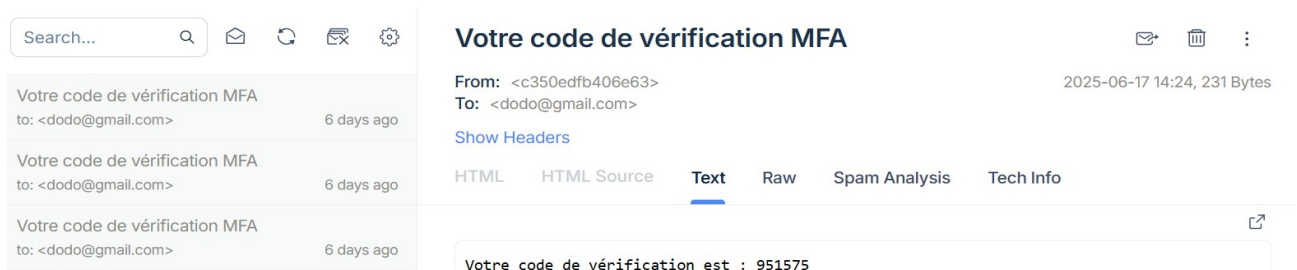 Search...
Votre code de vérification MFA
to: <dodo@gmail.com> 6 days ago
Votre code de vérification MFA
to: <dodo@gmail.com> 6 days ago
Votre code de vérification MFA
to: <dodo@gmail.com> 6 days ago
Votre code de vérification MFA
From: <c350edfb406e63> 2025-06-17 14:24, 231 Bytes
To: <dodo@gmail.com>
Show Headers
HTML HTML Source Text Raw Spam Analysis Tech Info
Votre code de vérification est : 951575